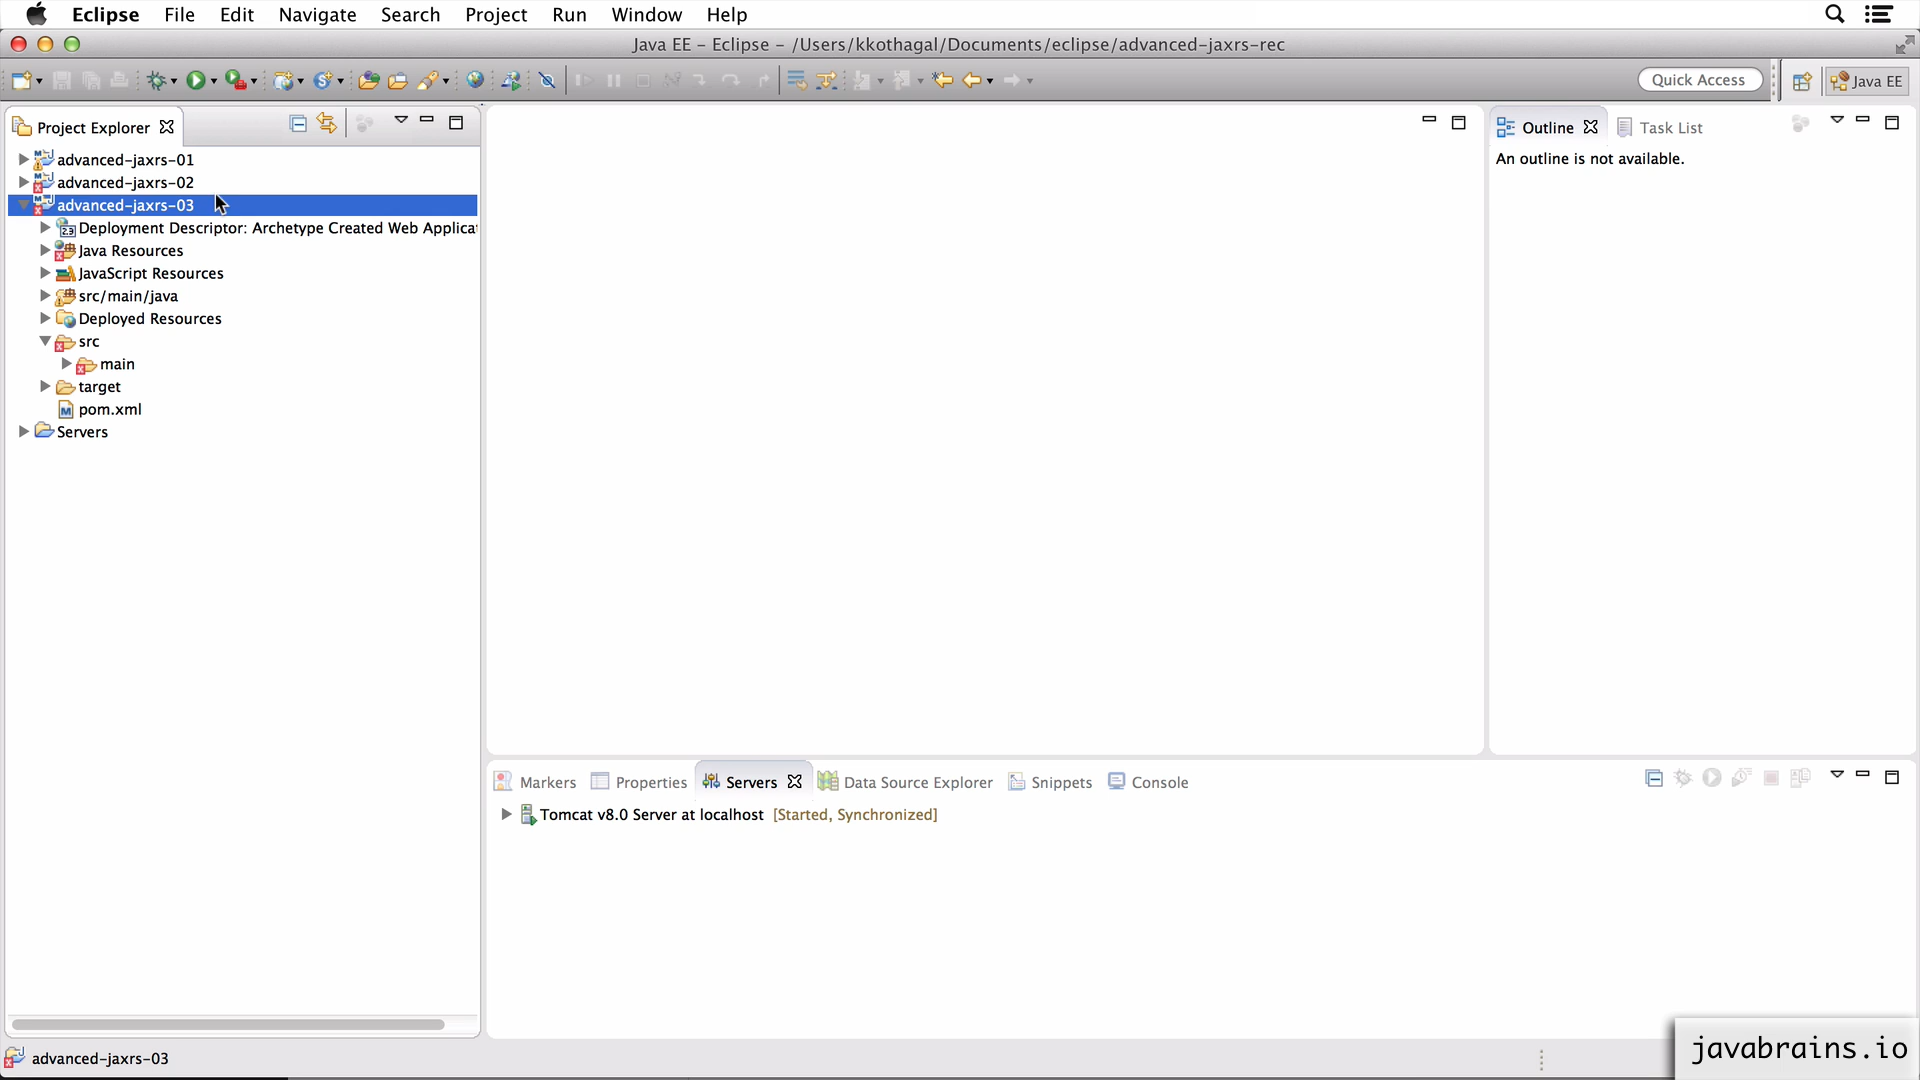 Eclipse File Edit Navigate Search Project Run Window Help
Java EE – Eclipse – /Users/kkothagal/Documents/eclipse/advanced-jaxrs-rec
Quick Access
Java EE
Project Explorer
advanced-jaxrs-01
advanced-jaxrs-02
advanced-jaxrs-03
Deployment Descriptor: Archetype Created Web Applica
Java Resources
JavaScript Resources
src/main/java
Deployed Resources
src
main
target
pom.xml
Servers
Outline Task List
An outline is not available.
Markers Properties Servers Data Source Explorer Snippets Console
Tomcat v8.0 Server at localhost [Started, Synchronized]
advanced-jaxrs-03
javabrains.io